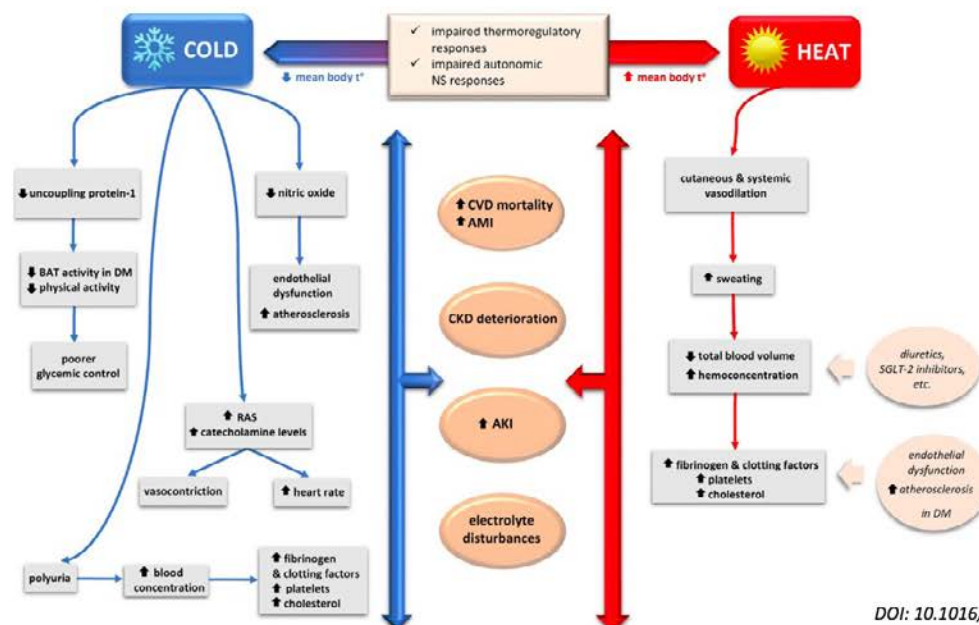 COLD
✓ impaired thermoregulatory
responses
✓ impaired autonomic
NS responses
⬇ mean body t°
⬆ mean body t°
HEAT
⬇ uncoupling protein-1
⬇ BAT activity in DM
⬇ physical activity
poorer
glycemic control
⬇ nitric oxide
endothelial
dysfunction
⬆ atherosclerosis
⬆ RAS
⬆ catecholamine levels
vasocontriction
⬆ heart rate
polyuria
⬆ blood
concentration
⬆ fibrinogen
& clotting factors
⬆ platelets
⬆ cholesterol
⬆ CVD mortality
⬆ AMI
CKD deterioration
⬆ AKI
electrolyte
disturbances
cutaneous & systemic
vasodilation
⬆ sweating
⬇ total blood volume
⬆ hemoconcentration
diuretics,
SGLT-2 inhibitors,
etc.
⬆ fibrinogen & clotting factors
⬆ platelets
⬆ cholesterol
endothelial
dysfunction
⬆ atherosclerosis
in DM
DOI: 10.1016/